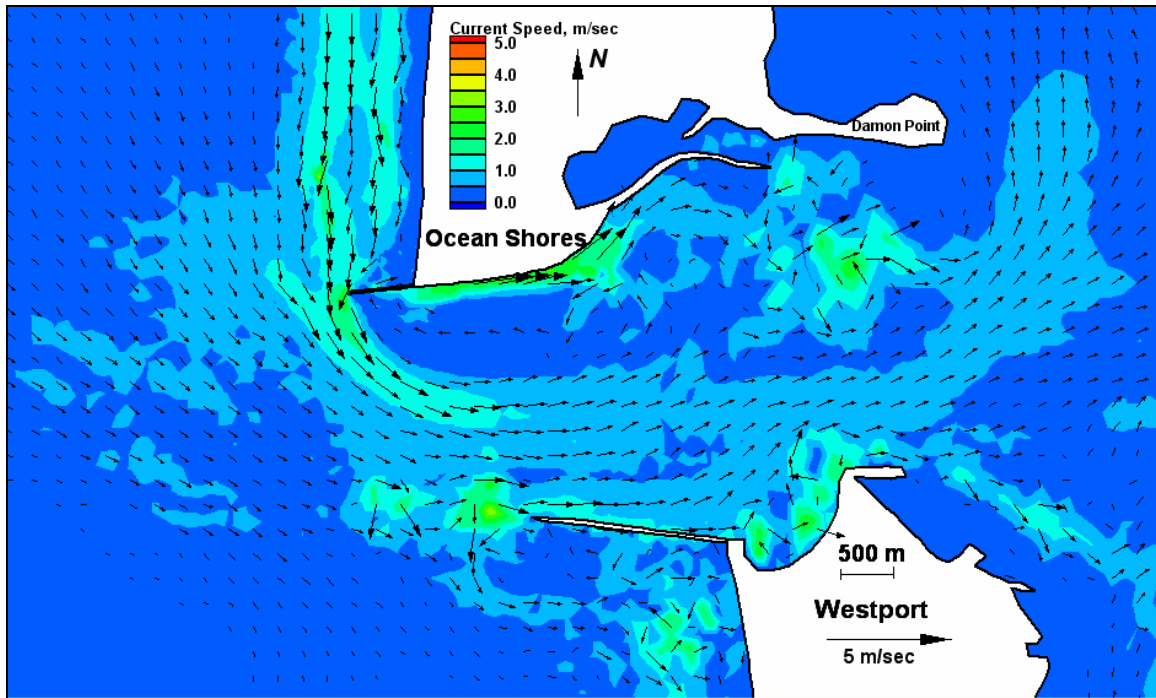 Current Speed, m/sec
5.0
4.0
3.0
2.0
1.0
0.0
N
Damon Point
Ocean Shores
500 m
Westport
5 m/sec